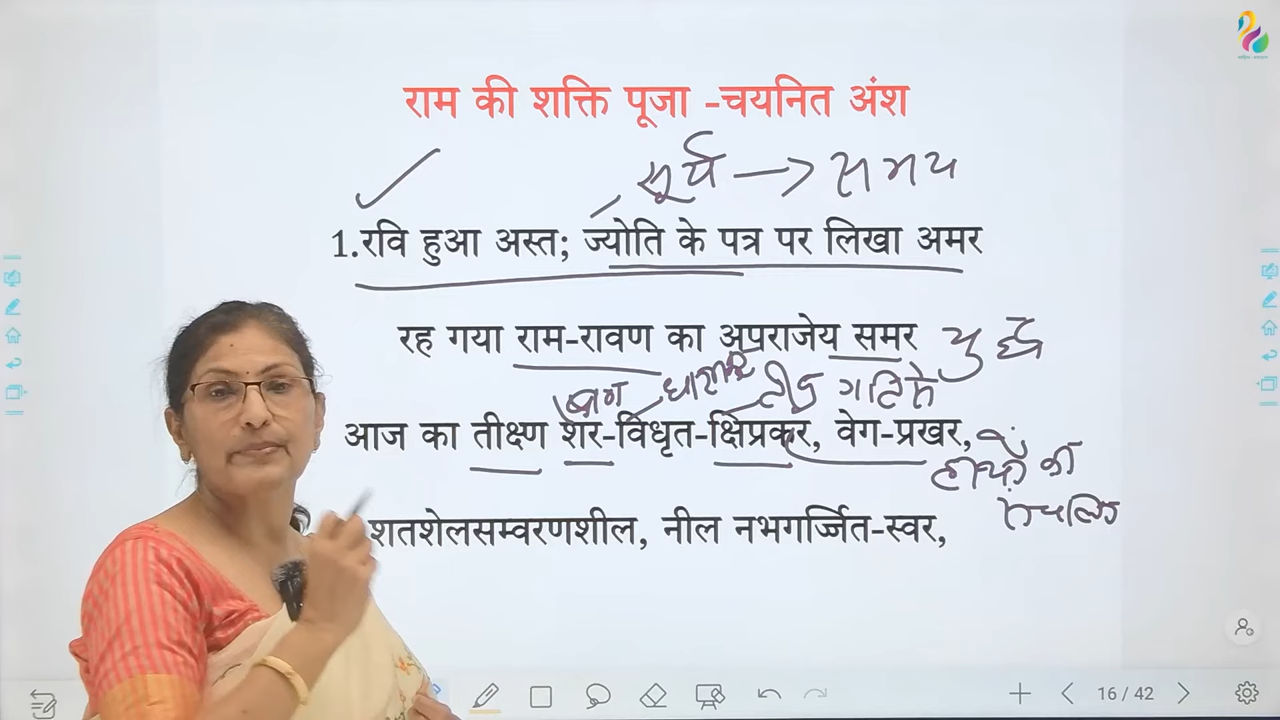 राम की शक्ति पूजा -चयनित अंश
सूर्य → समय
1.रवि हुआ अस्त; ज्योति के पत्र पर लिखा अमर
रह गया राम-रावण का अपराजेय समर युद्ध
बाण धारण तीव्र गति से
आज का तीक्ष्ण शर-विधृत-क्षिप्रकर, वेग-प्रखर,
हाथों का
शतशेलसम्वरणशील, नील नभगर्ज्जित-स्वर,
16 / 42